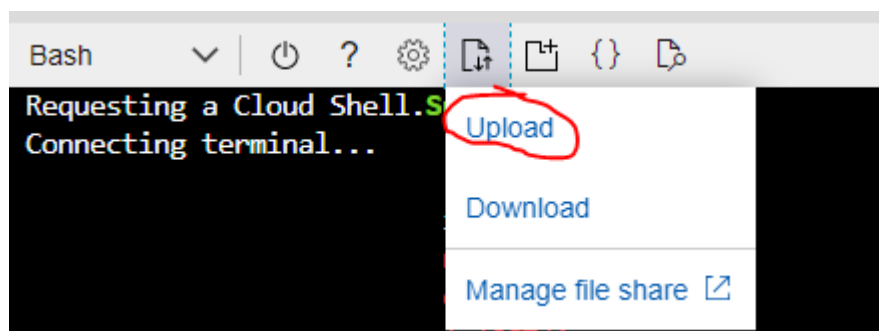 Bash
?
{}
Requesting a Cloud Shell.S
Connecting terminal...
Upload
Download
Manage file share